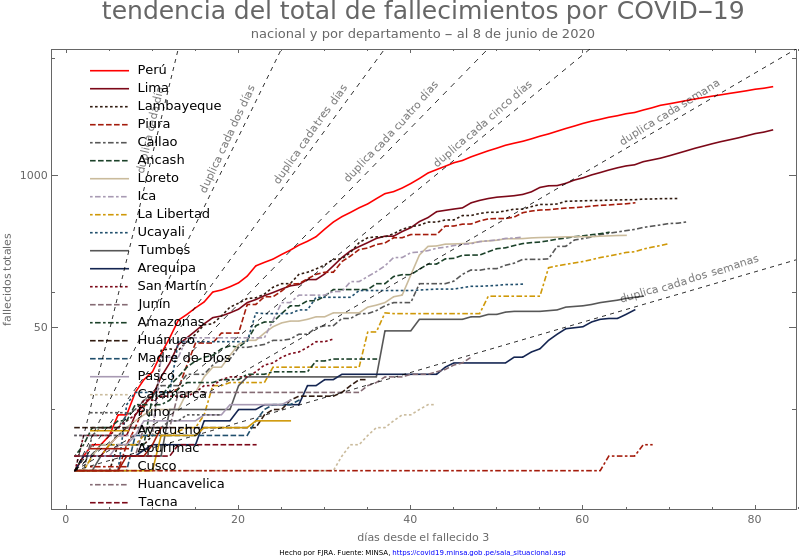 tendencia del total de fallecimientos por COVID−19
nacional y por departamento − al 8 de junio de 2020
fallecidos totales
1000
50
Perú
Lima
Lambayeque
Piura
Callao
Ancash
Loreto
Ica
La Libertad
Ucayali
Tumbes
Arequipa
San Martín
Junín
Amazonas
Huánuco
Madre de Dios
Pasco
Cajamarca
Puno
Ayacucho
Apurímac
Cusco
Huancavelica
Tacna
duplica cada día
duplica cada dos días
duplica cada tres días
duplica cada cuatro días
duplica cada cinco días
duplica cada semana
duplica cada dos semanas
0 20 40 60 80
días desde el fallecido 3
Hecho por FJRA. Fuente: MINSA, https://covid19.minsa.gob.pe/sala_situacional.asp